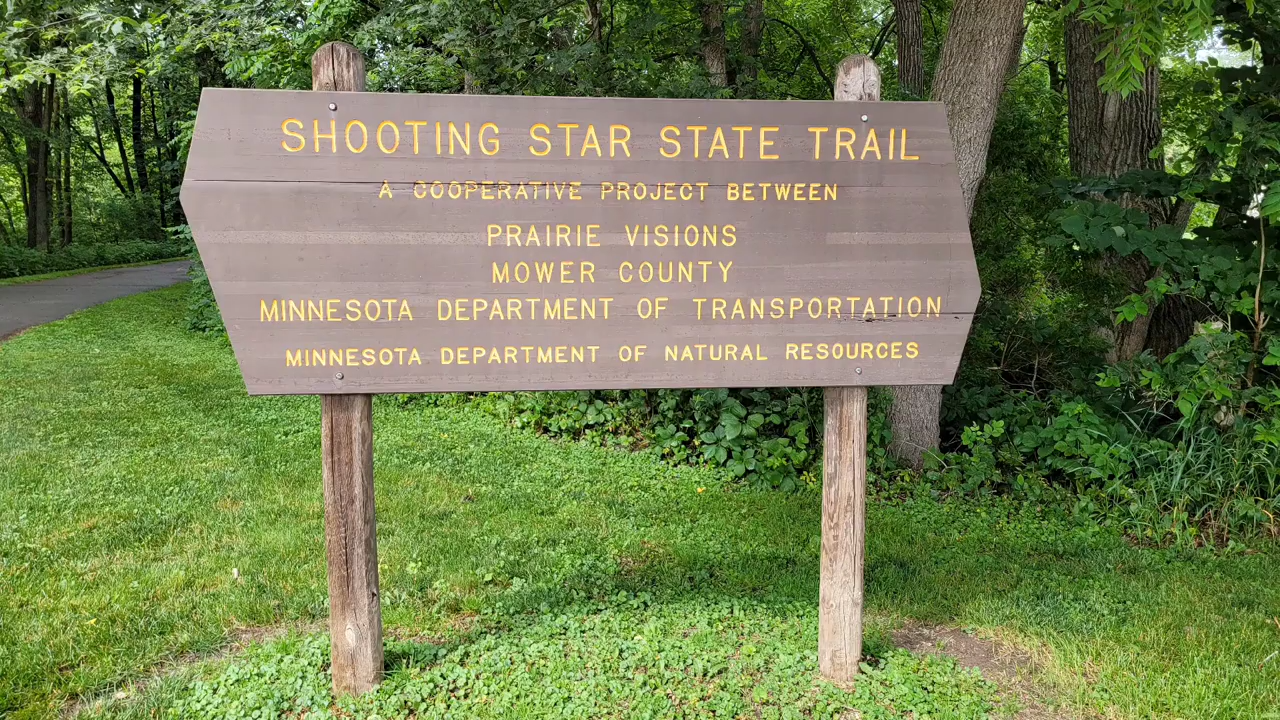 SHOOTING STAR STATE TRAIL
A COOPERATIVE PROJECT BETWEEN
PRAIRIE VISIONS
MOWER COUNTY
MINNESOTA DEPARTMENT OF TRANSPORTATION
MINNESOTA DEPARTMENT OF NATURAL RESOURCES